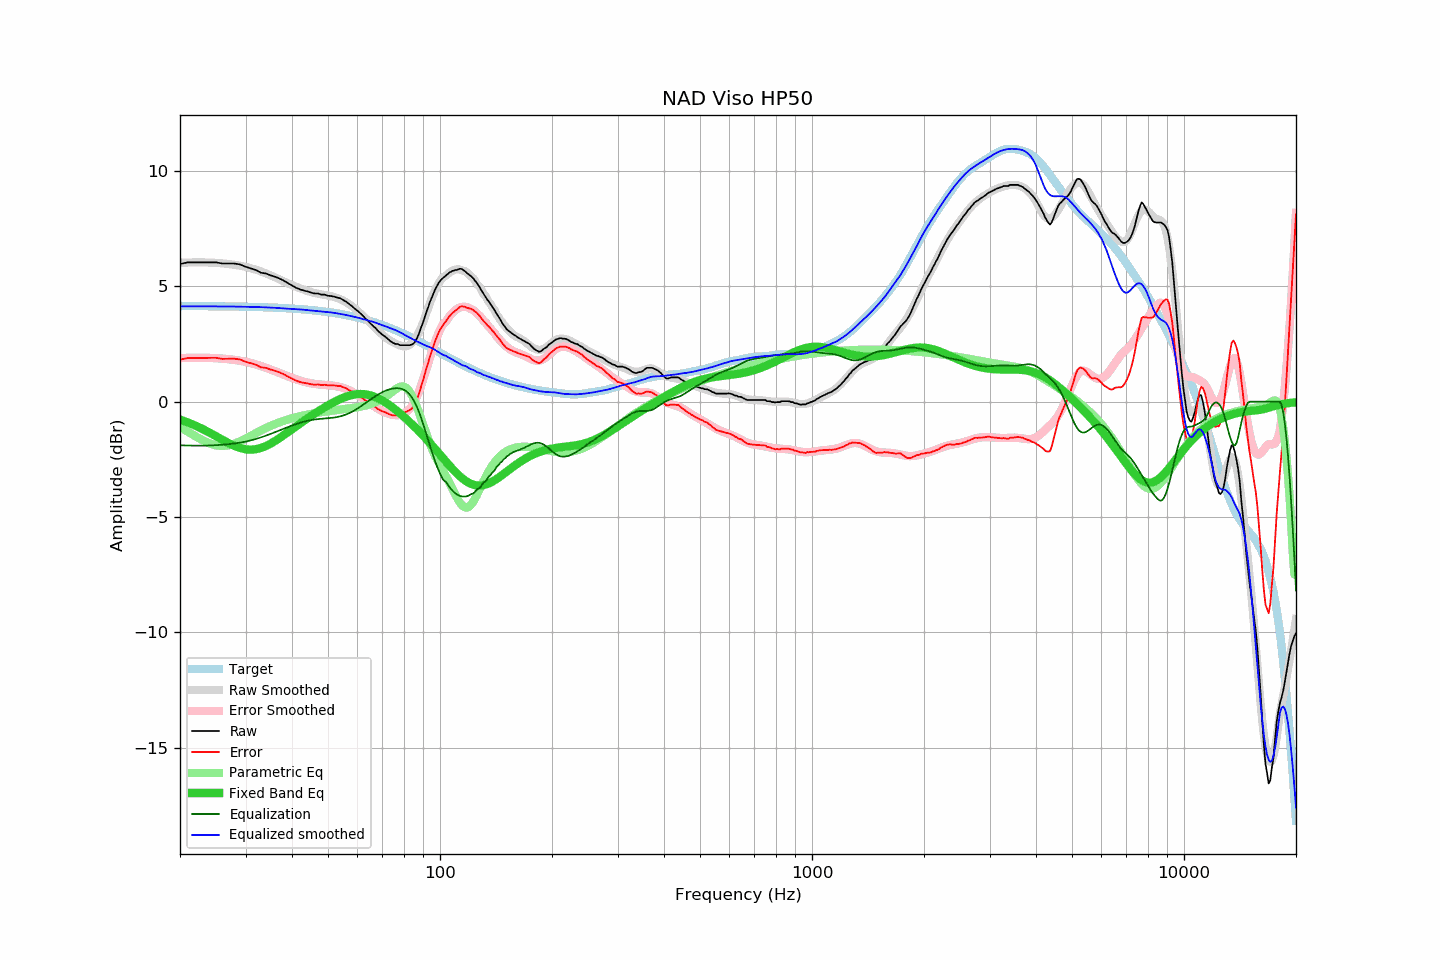 NAD Viso HP50
Amplitude (dBr)
10
5
0
−5
−10
−15
Target
Raw Smoothed
Error Smoothed
Raw
Error
Parametric Eq
Fixed Band Eq
Equalization
Equalized smoothed
100
1000
10000
Frequency (Hz)